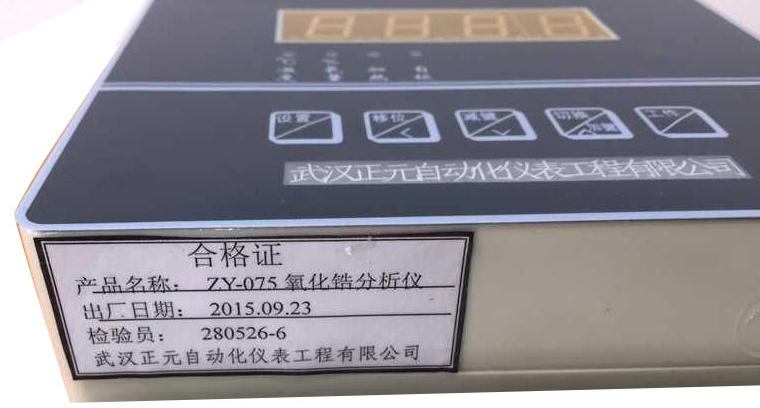 设置
移位
减置
切换
加置
工作
武汉正元自动化仪表工程有限公司
合格证
产品名称: ZY-075 氧化锆分析仪
出厂日期: 2015.09.23
检验员: 280526-6
武汉正元自动化仪表工程有限公司